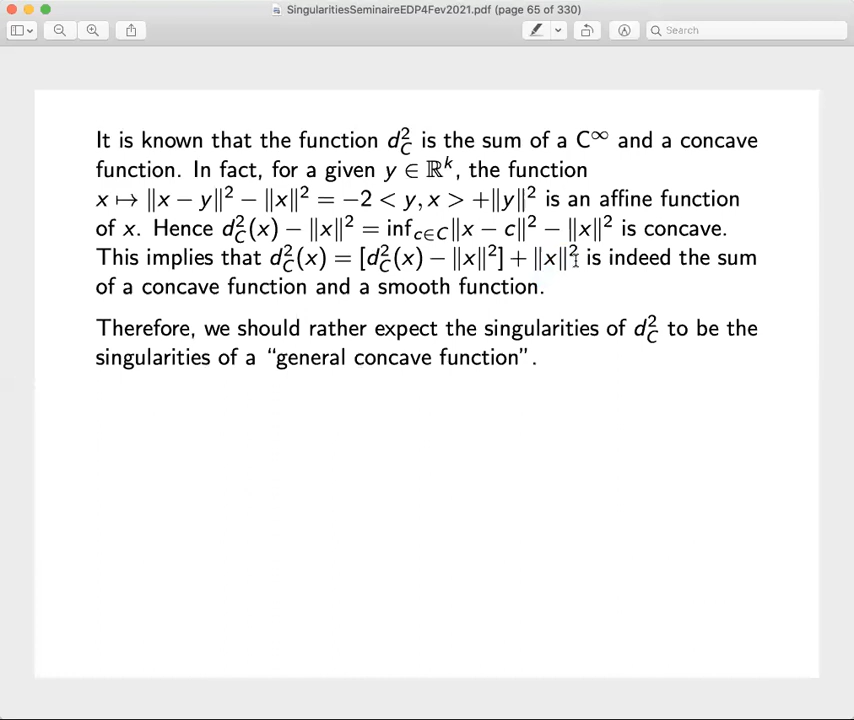 SingularitiesSeminaireEDP4Fev2021.pdf (page 65 of 330)
Search
It is known that the function d²_C is the sum of a C^∞ and a concave
function. In fact, for a given y ∈ ℝ^k, the function
x ↦ ‖x − y‖² − ‖x‖² = −2 < y, x > +‖y‖² is an affine function
of x. Hence d²_C(x) − ‖x‖² = inf_{c∈C}‖x − c‖² − ‖x‖² is concave.
This implies that d²_C(x) = [d²_C(x) − ‖x‖²] + ‖x‖² is indeed the sum
of a concave function and a smooth function.
Therefore, we should rather expect the singularities of d²_C to be the
singularities of a “general concave function”.